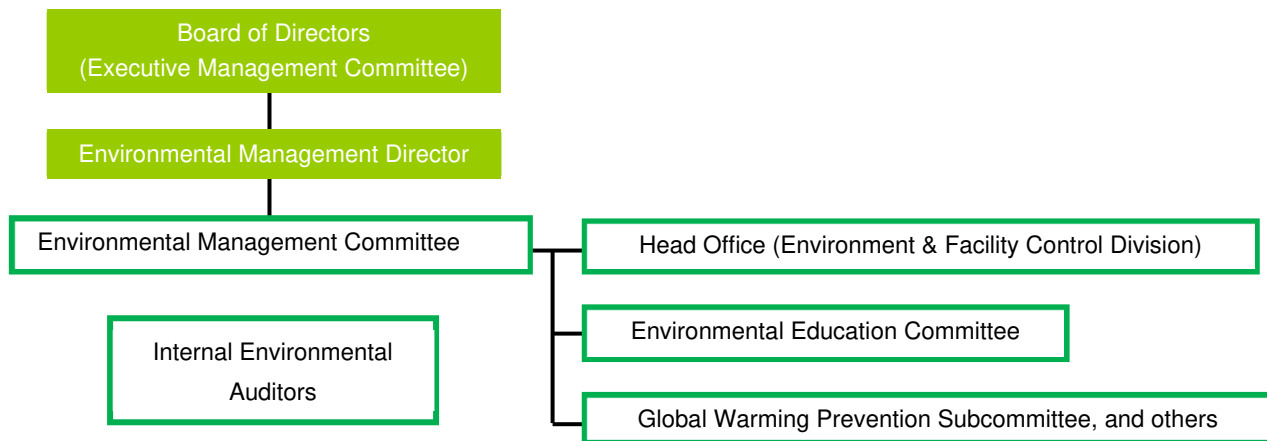 Board of Directors
(Executive Management Committee)
Environmental Management Director
Environmental Management Committee
Head Office (Environment & Facility Control Division)
Environmental Education Committee
Internal Environmental
Auditors
Global Warming Prevention Subcommittee, and others